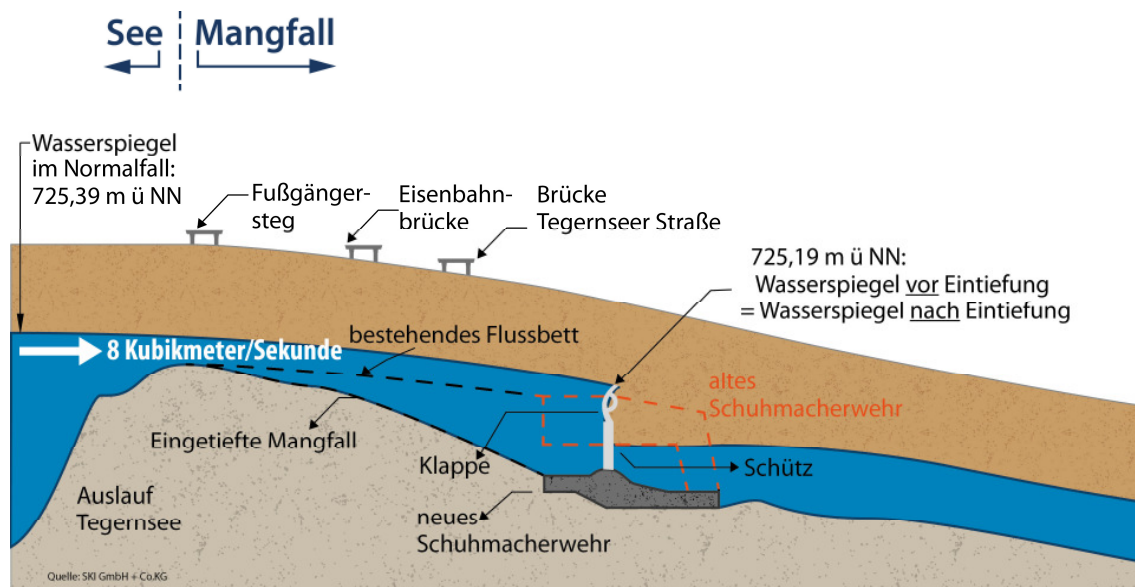 See
Mangfall
Wasserspiegel
im Normalfall:
725,39 m ü NN
Fußgänger-
steg
Eisenbahn-
brücke
Brücke
Tegernseer Straße
725,19 m ü NN:
Wasserspiegel vor Eintiefung
= Wasserspiegel nach Eintiefung
8 Kubikmeter/Sekunde
bestehendes Flussbett
altes
Schuhmacherwehr
Eingetiefte Mangfall
Klappe
Schütz
Auslauf
Tegernsee
neues
Schuhmacherwehr
Quelle: SKI GmbH + Co.KG